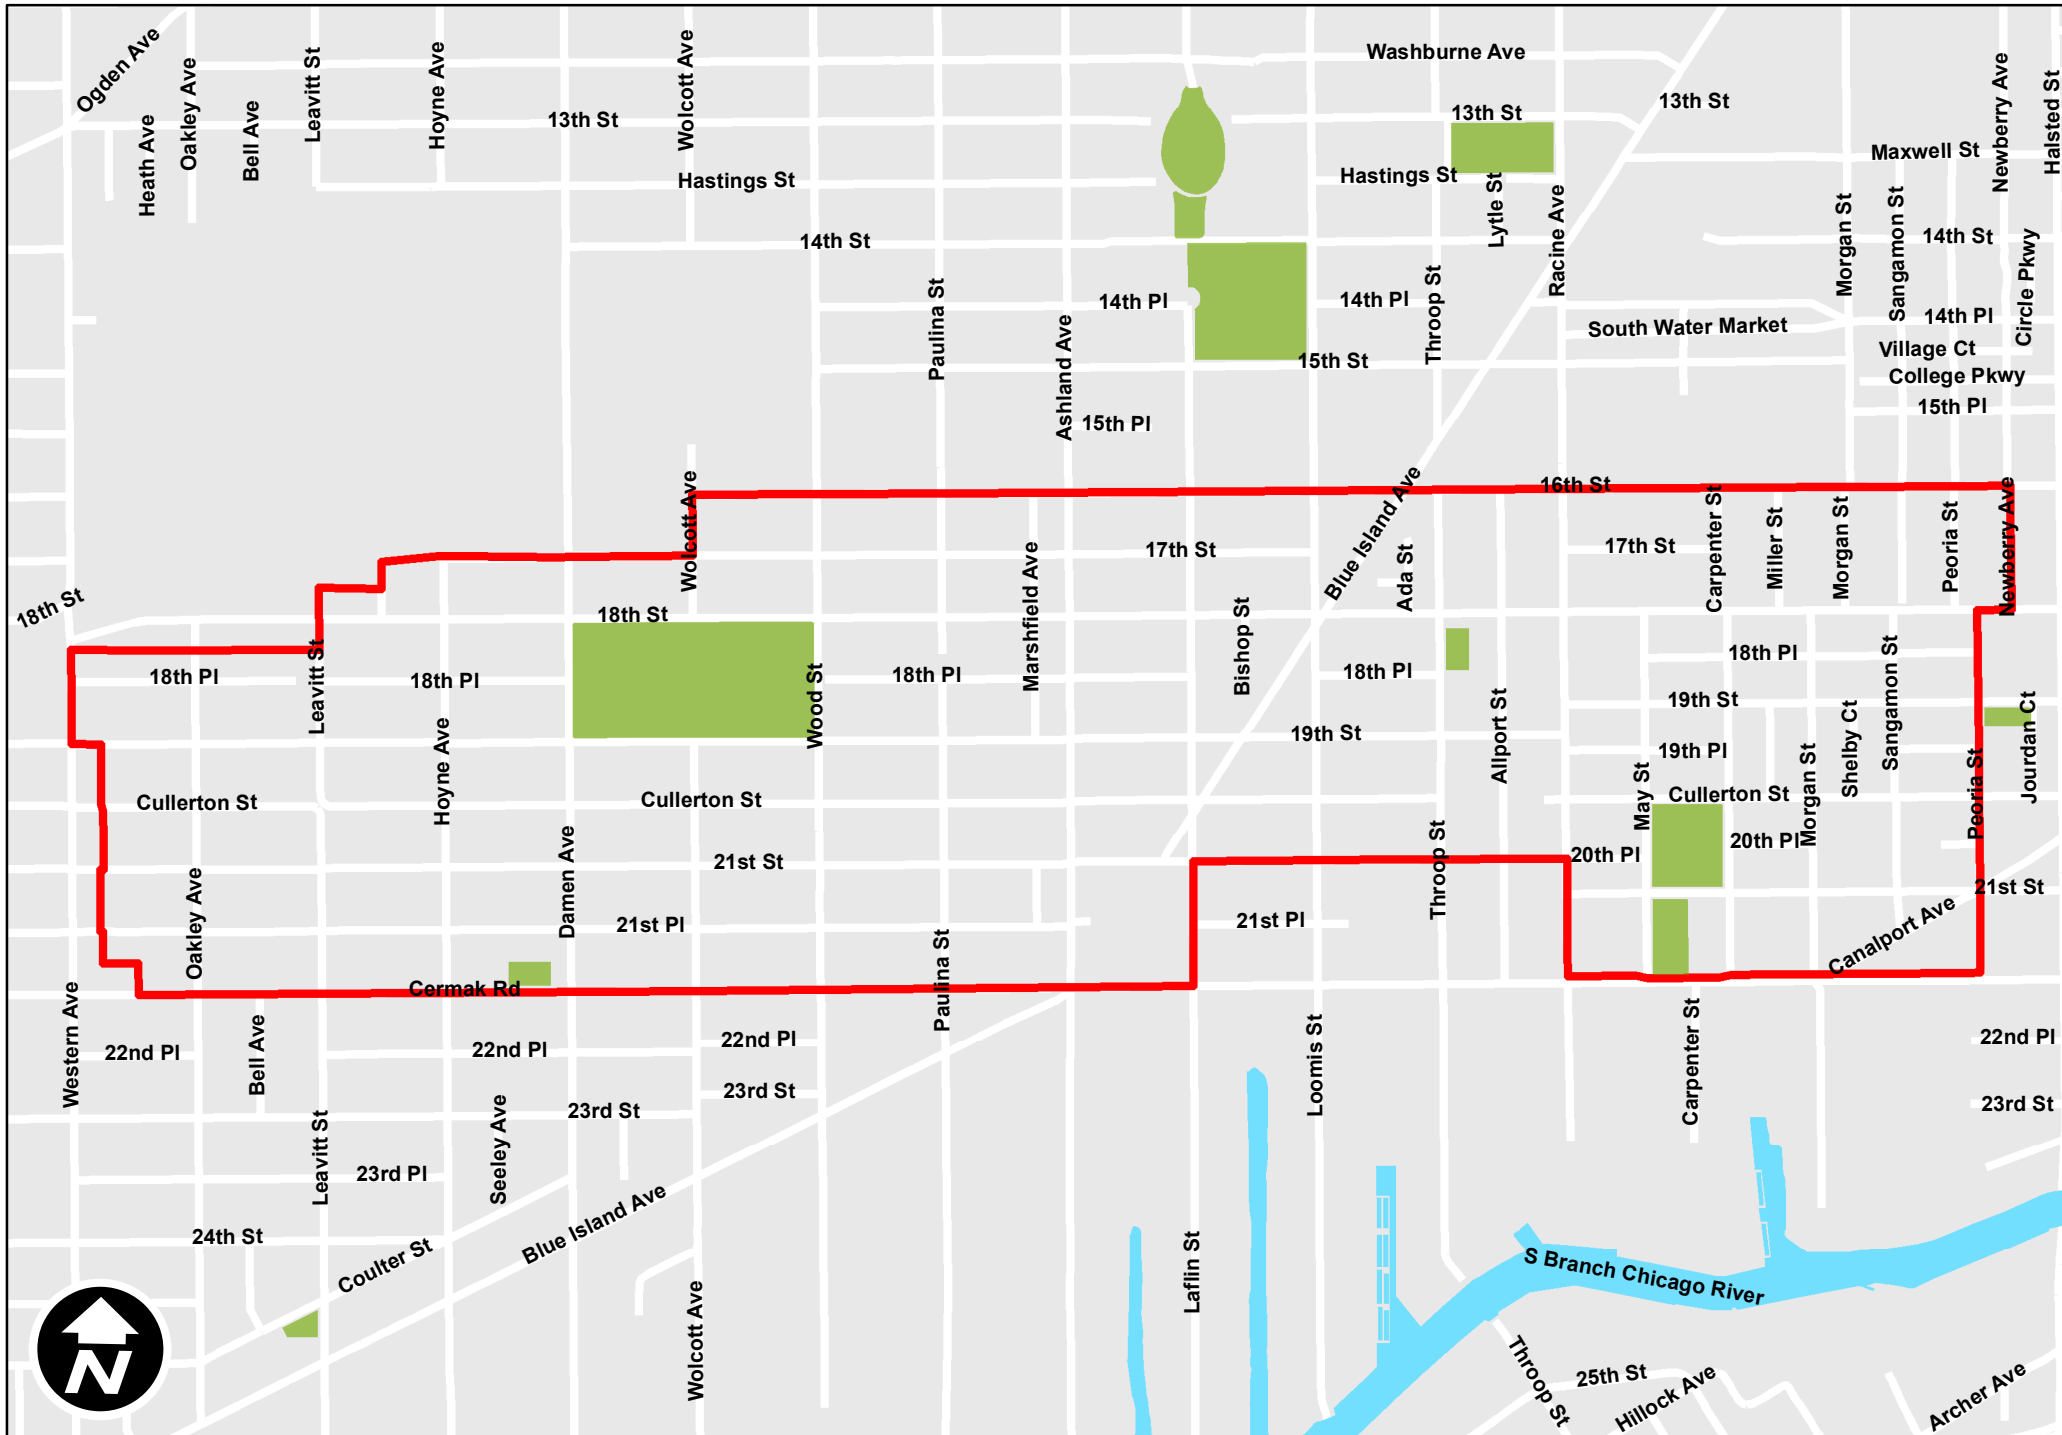 Washburne Ave
Ogden Ave
Oakley Ave
Leavitt St
Hoyne Ave
Wolcott Ave
Newberry Ave
Halsted St
13th St
13th St
13th St
Heath Ave
Bell Ave
Maxwell St
Hastings St
Hastings St
Lytle St
Racine Ave
Morgan St
Sangamon St
14th St
14th St
Circle Pkwy
Paulina St
14th Pl
14th Pl
Throop St
South Water Market
14th Pl
Ashland Ave
15th St
Village Ct
College Pkwy
15th Pl
15th Pl
16th St
Wolcott Ave
Blue Island Ave
Carpenter St
Miller St
Morgan St
Peoria St
Newberry Ave
17th St
17th St
Ada St
Marshfield Ave
18th St
18th St
Bishop St
Leavitt St
18th Pl
18th Pl
Wood St
18th Pl
18th Pl
18th Pl
Sangamon St
19th St
Hoyne Ave
19th St
Allport St
19th Pl
Shelby Ct
Jourdan Ct
Cullerton St
Cullerton St
May St
Cullerton St
Morgan St
Peoria St
Damen Ave
21st St
Throop St
20th Pl
20th Pl
Oakley Ave
21st St
21st Pl
21st Pl
Canalport Ave
Paulina St
Cermak Rd
Western Ave
22nd Pl
Bell Ave
22nd Pl
22nd Pl
Loomis St
Carpenter St
22nd Pl
23rd St
23rd St
23rd St
Leavitt St
Seeley Ave
23rd Pl
24th St
Coulter St
Blue Island Ave
Laflin St
S Branch Chicago River
Wolcott Ave
N
Throop St
25th St
Hillock Ave
Archer Ave